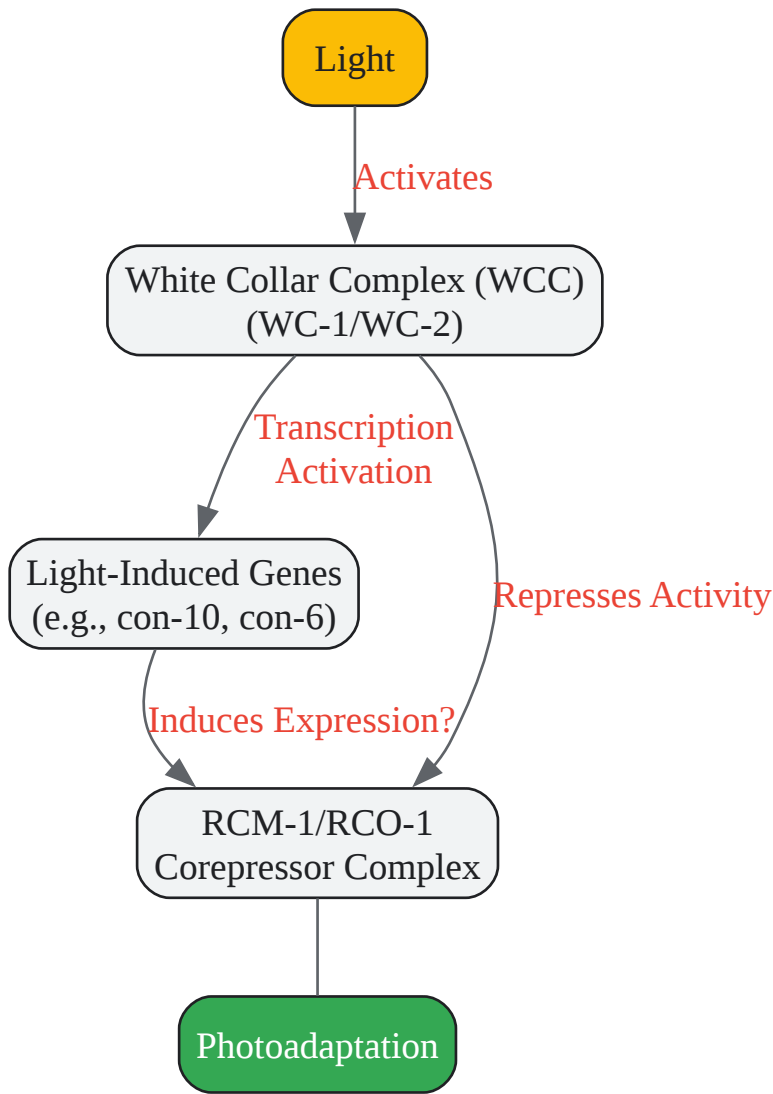 Light
Activates
White Collar Complex (WCC)
(WC-1/WC-2)
Transcription
Activation
Light-Induced Genes
(e.g., con-10, con-6)
Represses Activity
Induces Expression?
RCM-1/RCO-1
Corepressor Complex
Photoadaptation